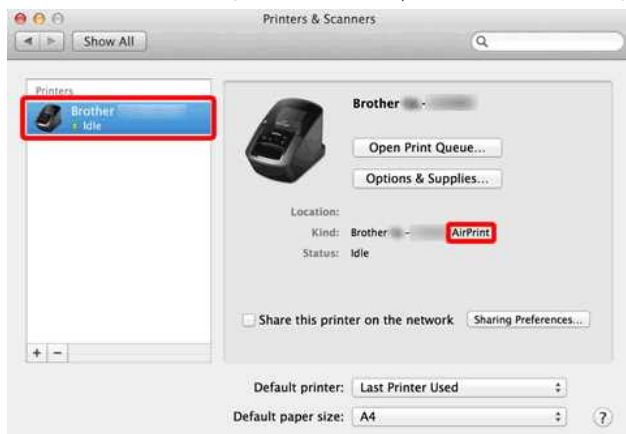 Printers & Scanners
Show All
Printers
Brother
Idle
Brother -
Open Print Queue...
Options & Supplies...
Location:
Kind: Brother - AirPrint
Status: Idle
Share this printer on the network Sharing Preferences...
+ -
Default printer: Last Printer Used
Default paper size: A4 ?